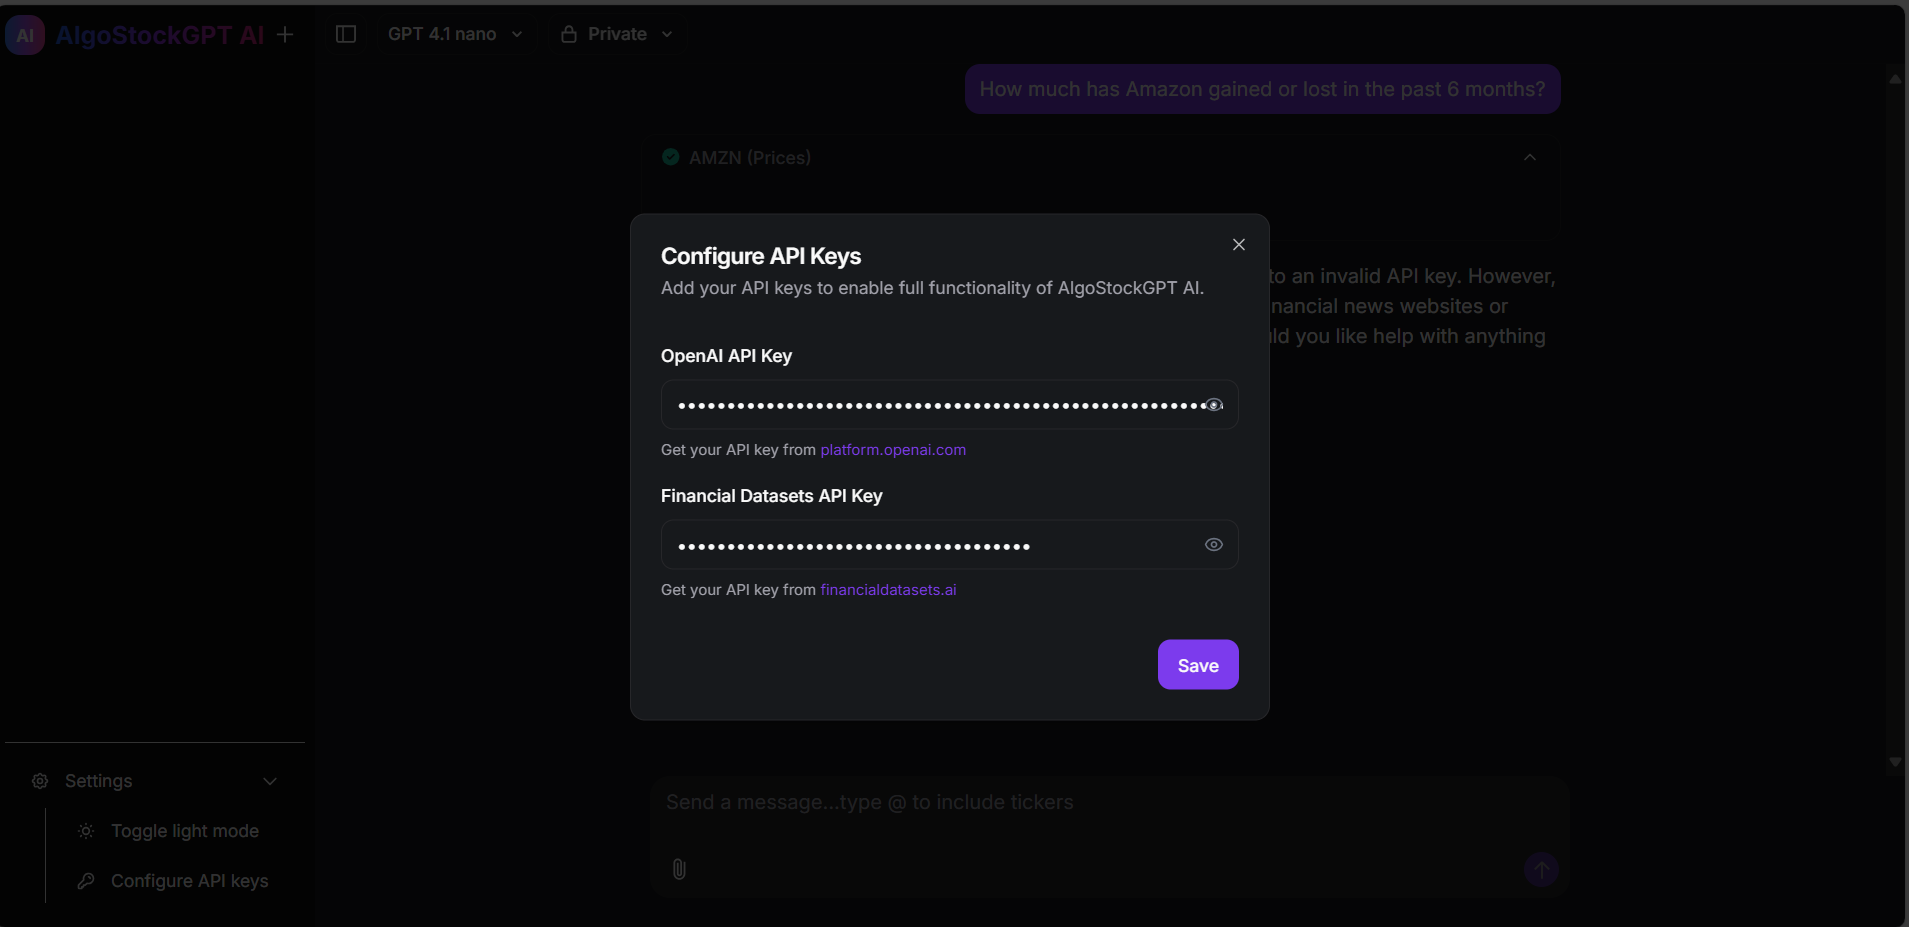 AI AlgoStockGPT AI
GPT 4.1 nano
Private
How much has Amazon gained or lost in the past 6 months?
AMZN (Prices)
to an invalid API key. However,
nancial news websites or
ld you like help with anything
Configure API Keys
Add your API keys to enable full functionality of AlgoStockGPT AI.
OpenAI API Key
Get your API key from platform.openai.com
Financial Datasets API Key
Get your API key from financialdatasets.ai
Save
Settings
Toggle light mode
Configure API keys
Send a message...type @ to include tickers